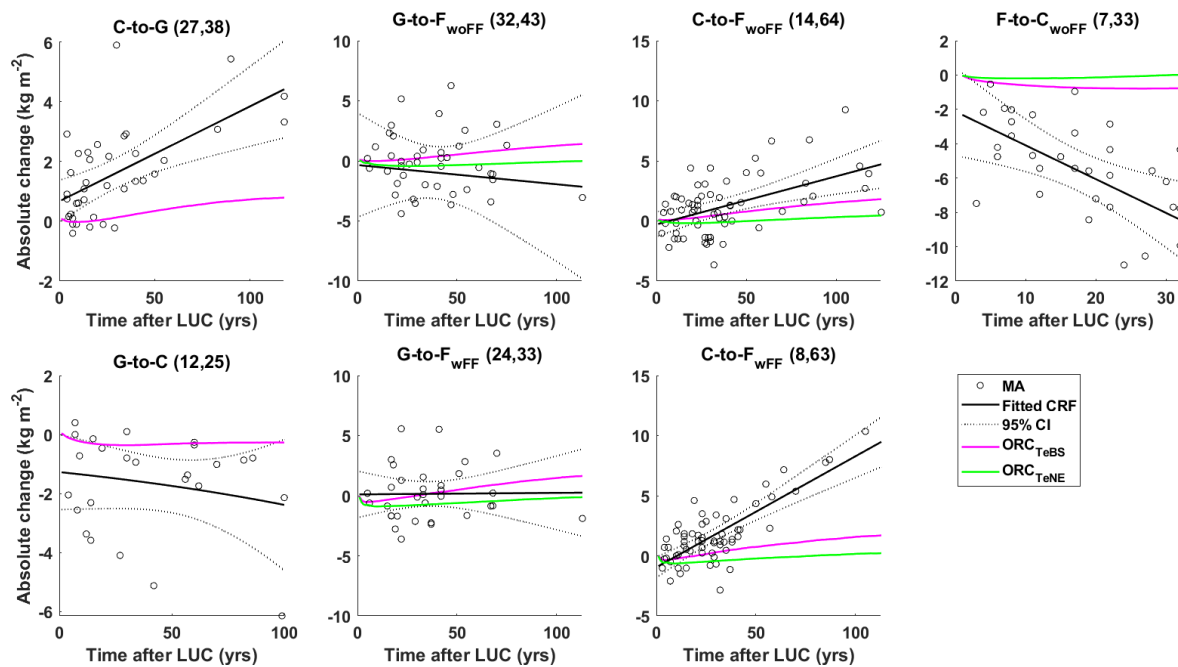 C-to-G (27,38)
6
4
2
0
-2
0 50 100
Absolute change (kg m-2)
Time after LUC (yrs)
G-to-FwoFF (32,43)
10
5
0
-5
-10
0 50 100
Time after LUC (yrs)
C-to-FwoFF (14,64)
15
10
5
0
-5
0 50 100
Time after LUC (yrs)
F-to-CwoFF (7,33)
2
0
-2
-4
-6
-8
-10
-12
0 10 20 30
Time after LUC (yrs)
G-to-C (12,25)
2
0
-2
-4
-6
0 50 100
Absolute change (kg m-2)
Time after LUC (yrs)
G-to-FwFF (24,33)
10
5
0
-5
-10
0 50 100
Time after LUC (yrs)
C-to-FwFF (8,63)
15
10
5
0
-5
0 50 100
Time after LUC (yrs)
MA
Fitted CRF
95% CI
ORCTeBS
ORCTeNE